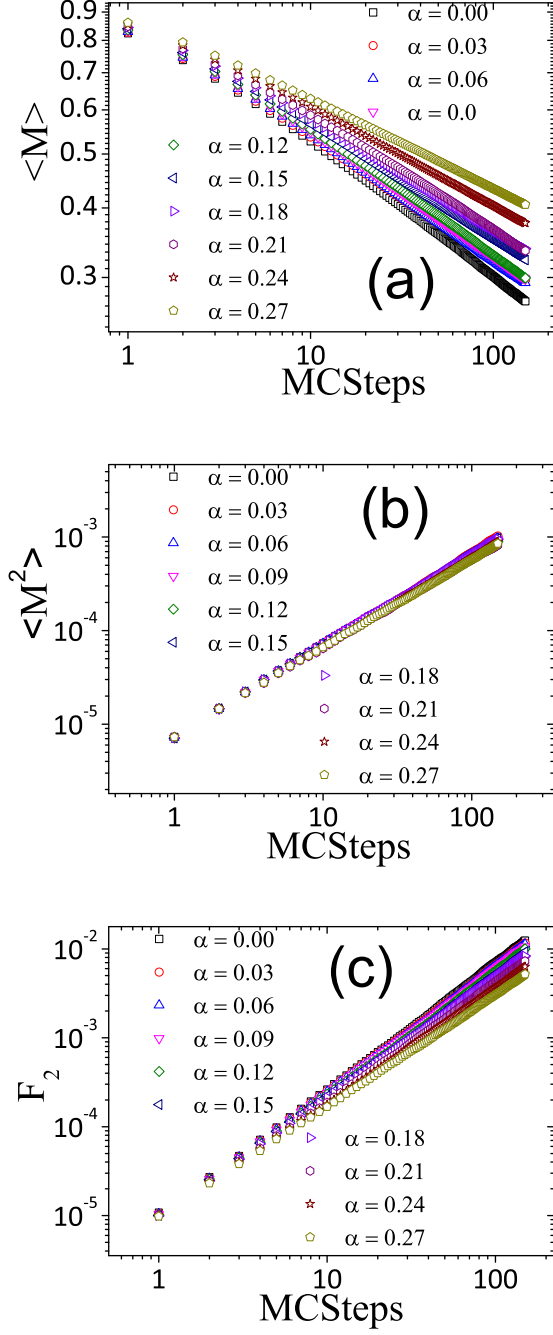 0.9
0.8
0.7
0.6
0.5
0.4
0.3
<M>
α = 0.00
α = 0.03
α = 0.06
α = 0.0
α = 0.12
α = 0.15
α = 0.18
α = 0.21
α = 0.24
α = 0.27
(a)
1 10 100
MCSteps
<M²>
10⁻³
10⁻⁴
10⁻⁵
α = 0.00
α = 0.03
α = 0.06
α = 0.09
α = 0.12
α = 0.15
(b)
α = 0.18
α = 0.21
α = 0.24
α = 0.27
1 10 100
MCSteps
F₂
10⁻²
10⁻³
10⁻⁴
10⁻⁵
α = 0.00
α = 0.03
α = 0.06
α = 0.09
α = 0.12
α = 0.15
(c)
α = 0.18
α = 0.21
α = 0.24
α = 0.27
1 10 100
MCSteps